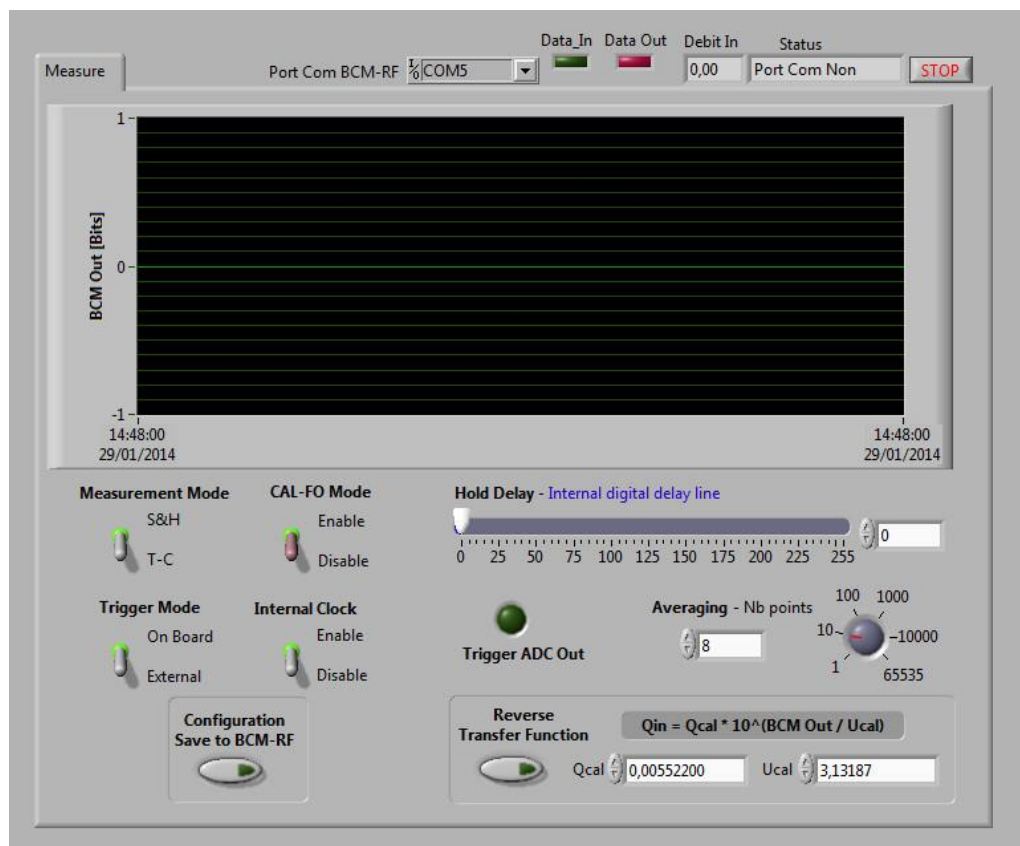 Data_In Data Out Debit In Status
Measure
Port Com BCM-RF COM5 0,00 Port Com Non STOP
BCM Out [Bits]
1
0
-1
14:48:00
29/01/2014
14:48:00
29/01/2014
Measurement Mode
S&H
T-C
CAL-FO Mode
Enable
Disable
Hold Delay - Internal digital delay line
0 25 50 75 100 125 150 175 200 225 255
0
Trigger Mode
On Board
External
Internal Clock
Enable
Disable
Trigger ADC Out
Averaging - Nb points
8
1 10 100 1000 10000 65535
Configuration
Save to BCM-RF
Reverse
Transfer Function
Qin = Qcal * 10^(BCM Out / Ucal)
Qcal 0,00552200 Ucal 3,13187